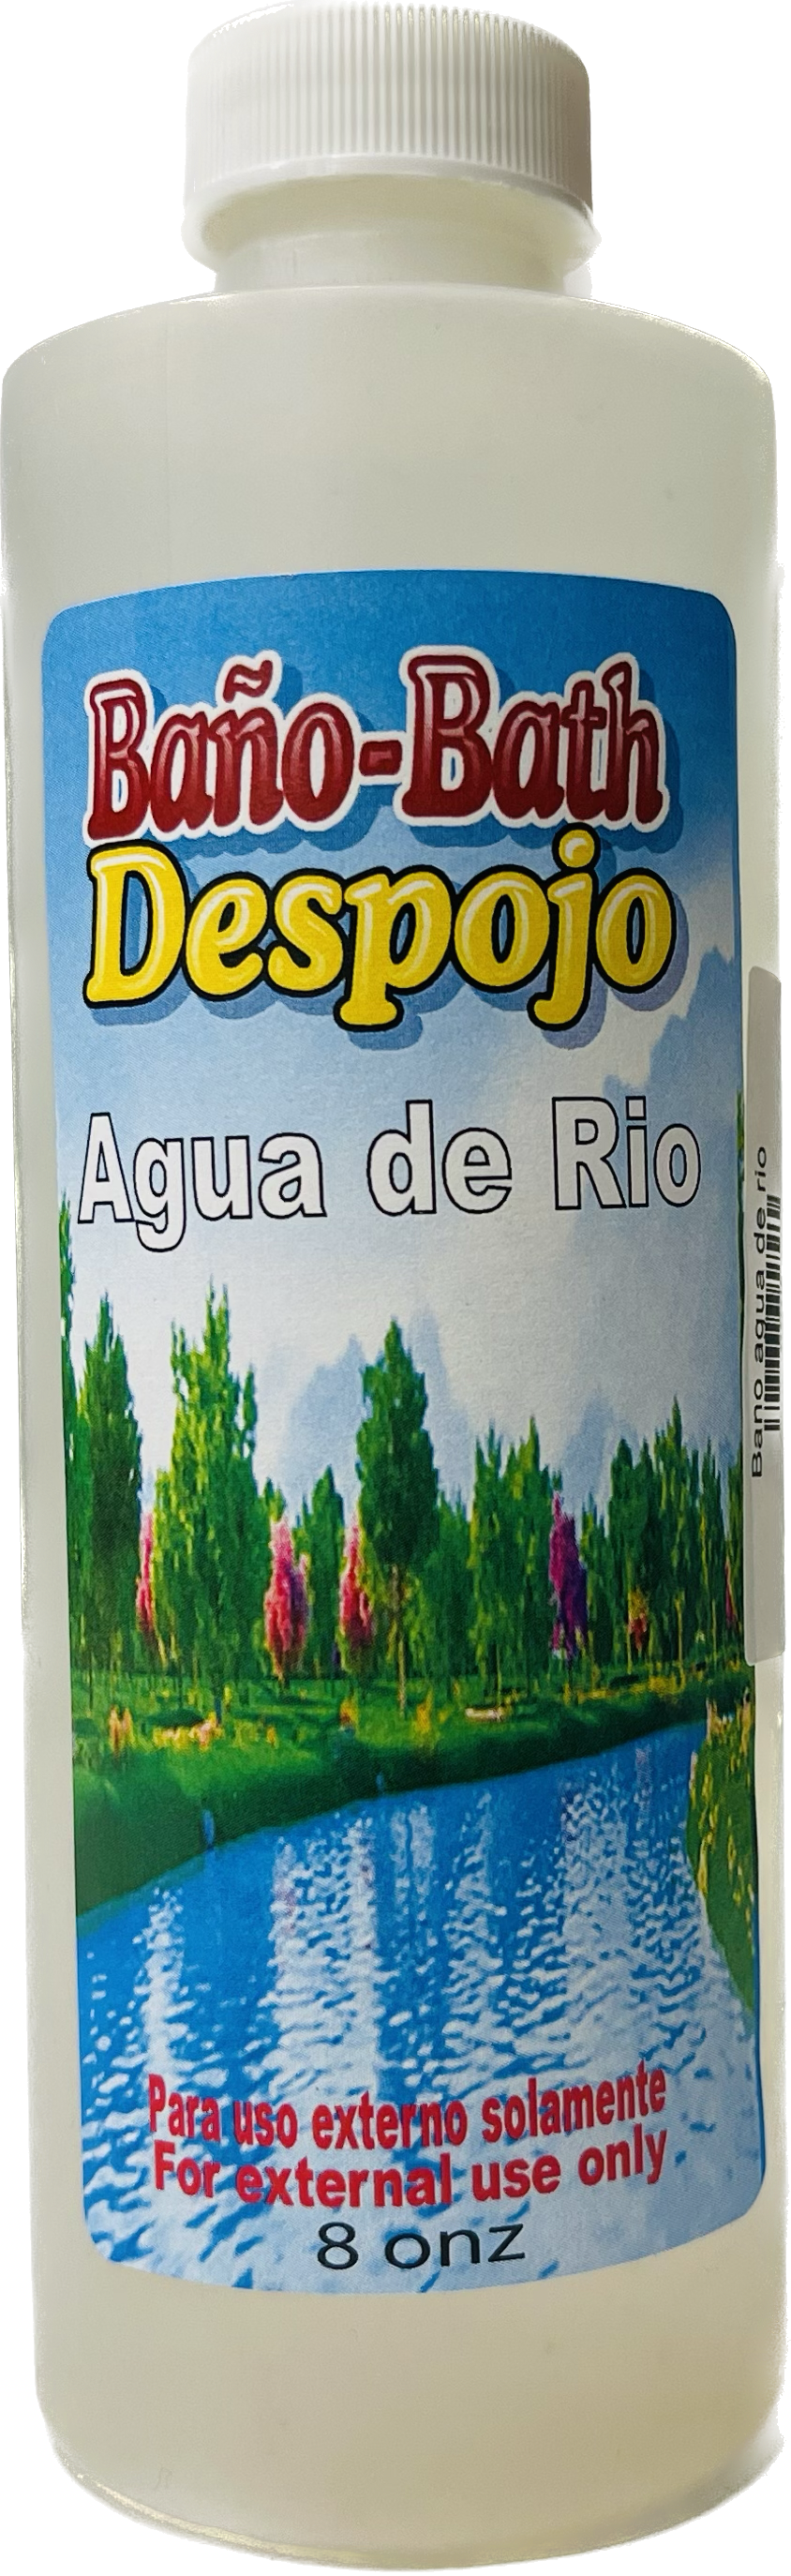 Baño-Bath
Despojo
Agua de Rio
Para uso externo solamente
For external use only
8 onz
Bano agua de rio